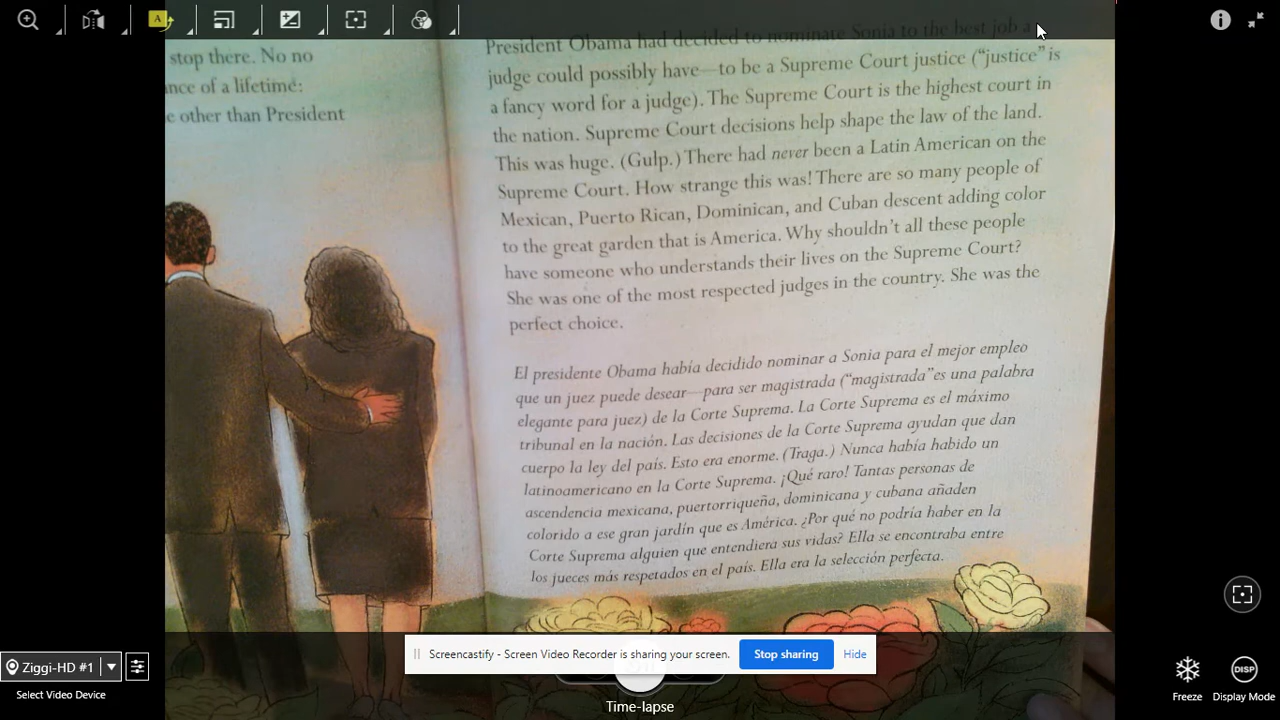 A
stop there. No no
nce of a lifetime:
e other than President
President Obama had decided to nominate Sonia to the best job a
judge could possibly have—to be a Supreme Court justice (“justice” is
a fancy word for a judge). The Supreme Court is the highest court in
the nation. Supreme Court decisions help shape the law of the land.
This was huge. (Gulp.) There had never been a Latin American on the
Supreme Court. How strange this was! There are so many people of
Mexican, Puerto Rican, Dominican, and Cuban descent adding color
to the great garden that is America. Why shouldn’t all these people
have someone who understands their lives on the Supreme Court?
She was one of the most respected judges in the country. She was the
perfect choice.
El presidente Obama había decidido nominar a Sonia para el mejor empleo
que un juez puede desear—para ser magistrada (“magistrada”es una palabra
elegante para juez) de la Corte Suprema. La Corte Suprema es el máximo
tribunal en la nación. Las decisiones de la Corte Suprema ayudan que dan
cuerpo la ley del país. Esto era enorme. (Traga.) Nunca había habido un
latinoamericano en la Corte Suprema. ¡Qué raro! Tantas personas de
ascendencia mexicana, puertorriqueña, dominicana y cubana añaden
colorido a ese gran jardín que es América. ¿Por qué no podría haber en la
Corte Suprema alguien que entendiera sus vidas? Ella se encontraba entre
los jueces más respetados en el país. Ella era la selección perfecta.
Screencastify - Screen Video Recorder is sharing your screen.
Stop sharing
Hide
Ziggi-HD #1
Select Video Device
Time-lapse
Freeze
DISP
Display Mode